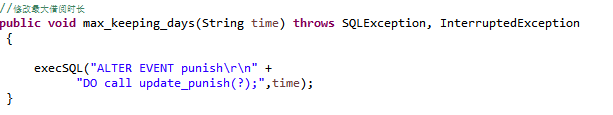 //修改最大借阅时长
public void max_keeping_days(String time) throws SQLException, InterruptedException
{
execSQL("ALTER EVENT punish\r\n" +
"DO call update_punish(?);",time);
}